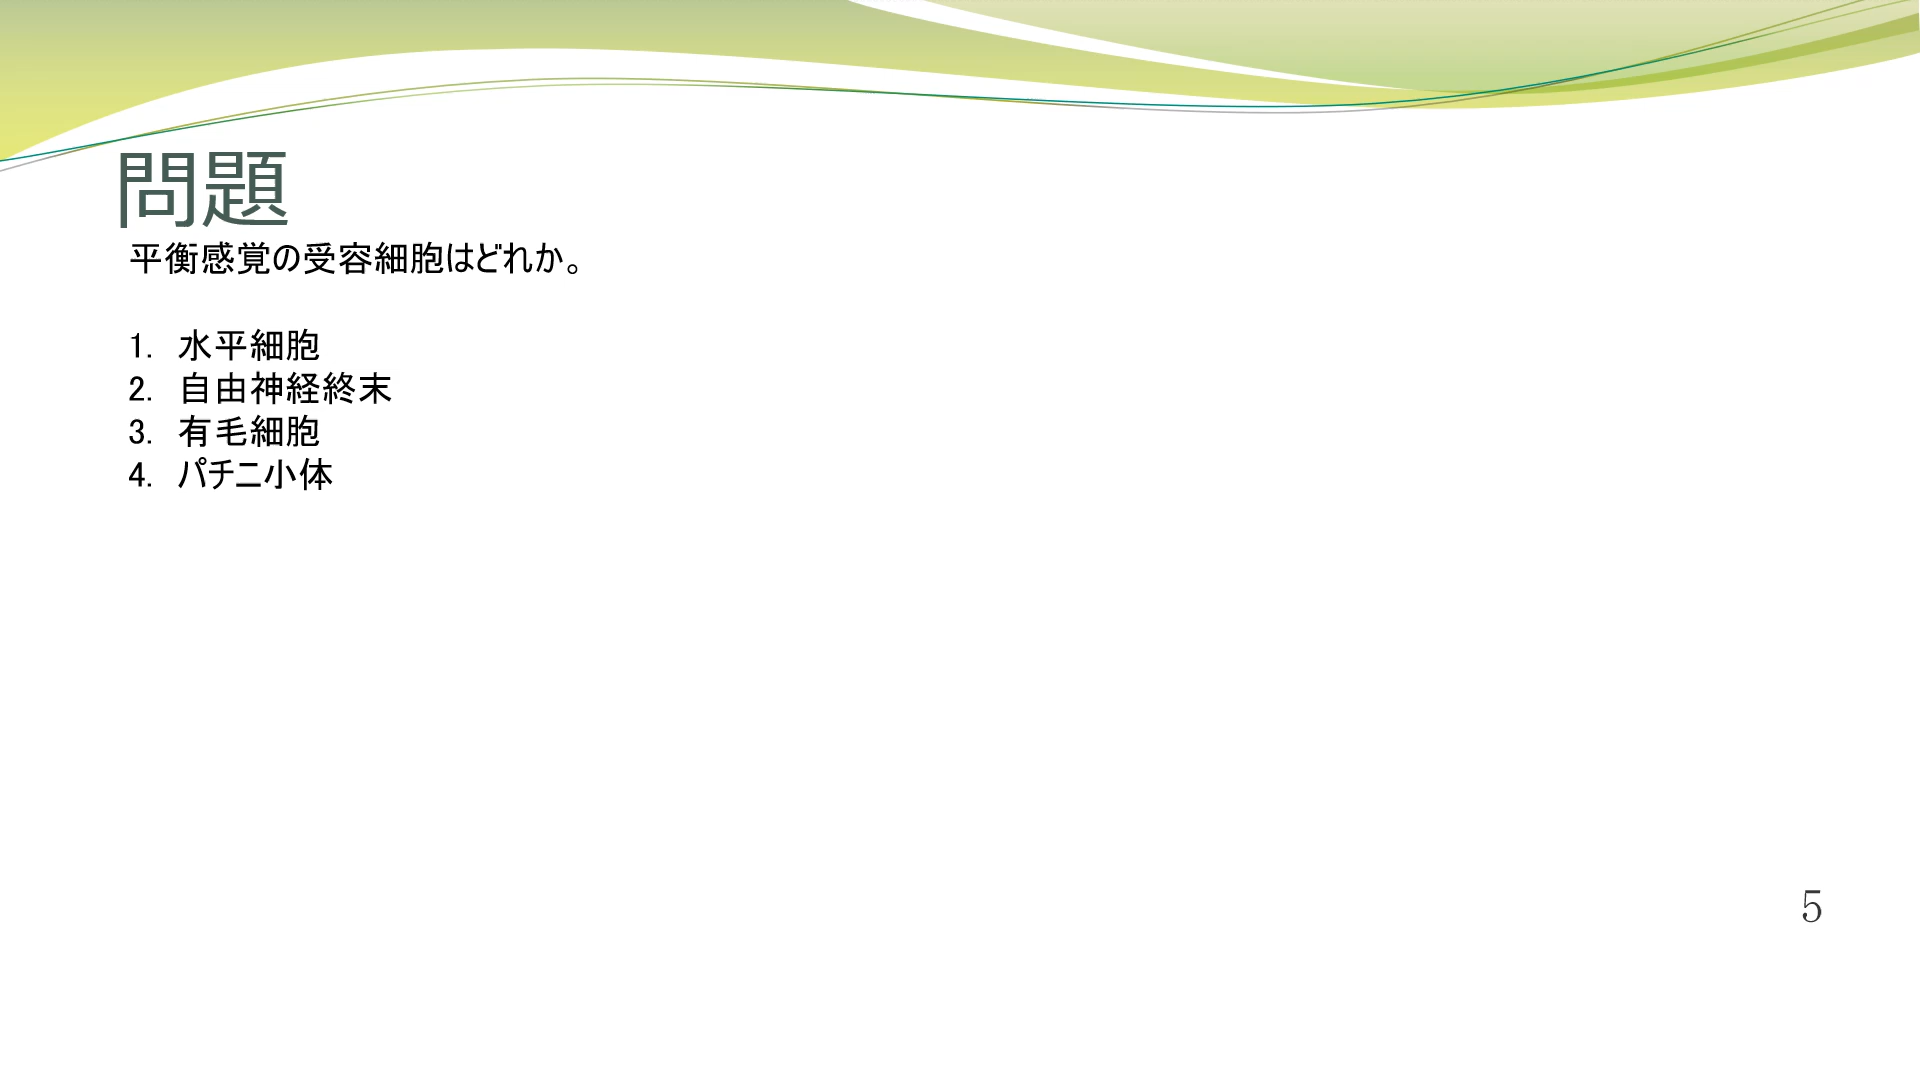 問題
平衡感覚の受容細胞はどれか。
1. 水平細胞
2. 自由神経終末
3. 有毛細胞
4. パチニ小体
5